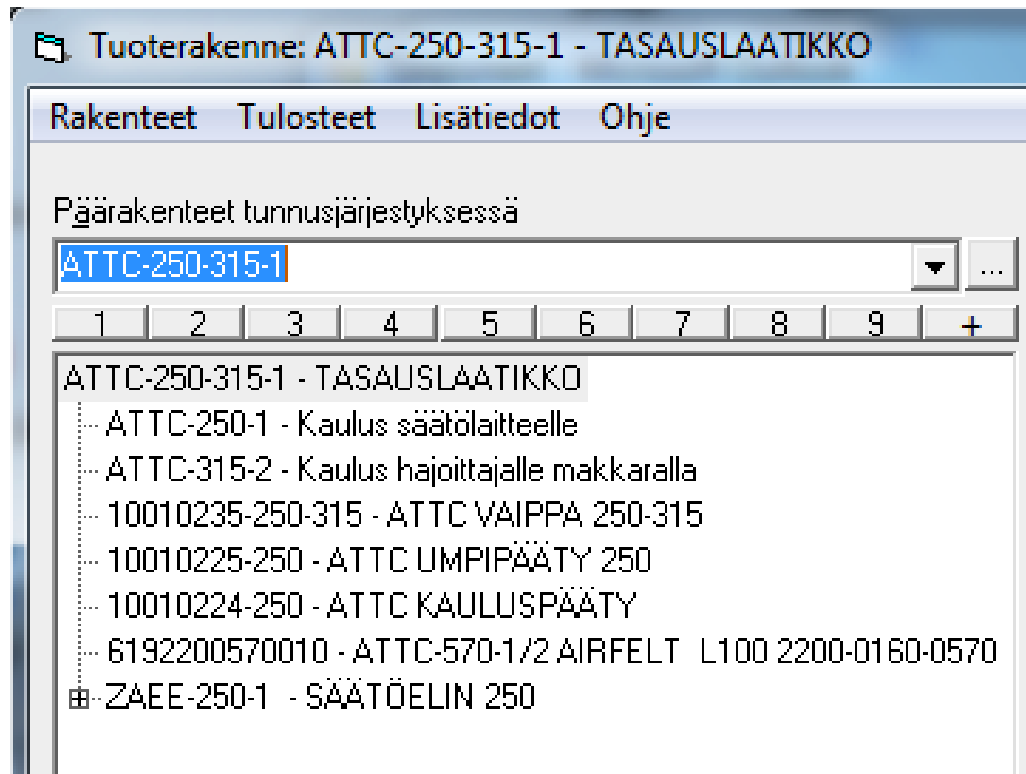 Tuoterakenne: ATTC-250-315-1 - TASAUSLAATIKKO
Rakenteet Tulosteet Lisätiedot Ohje
Päärakenteet tunnusjärjestyksessä
ATTC-250-315-1 ...
1 2 3 4 5 6 7 8 9 +
ATTC-250-315-1 - TASAUSLAATIKKO
ATTC-250-1 - Kaulus säätölaitteelle
ATTC-315-2 - Kaulus hajoittajalle makkaralla
10010235-250-315 - ATTC VAIPPA 250-315
10010225-250 - ATTC UMPIPÄÄTY 250
10010224-250 - ATTC KAULUSPÄÄTY
6192200570010 - ATTC-570-1/2 AIRFELT L100 2200-0160-0570
ZAEE-250-1 - SÄÄTÖELIN 250